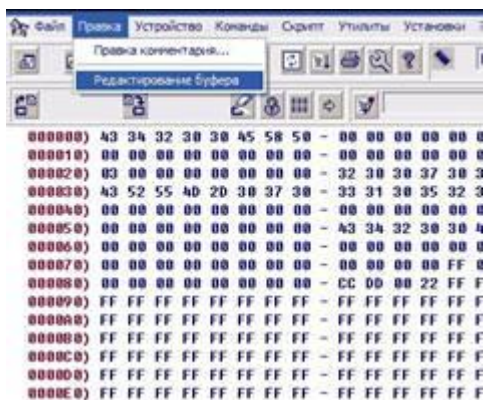 Файл Правка Устройство Команды Скрипт Утилиты Установки
Правка комментария...
Редактирование буфера
000000) 43 34 32 30 30 45 58 50 - 00 00 00 00 00 0
000010) 00 00 00 00 00 00 00 00 - 00 00 00 00 00 0
000020) 03 00 00 00 00 00 00 00 - 32 30 30 37 30 3
000030) 43 52 55 4D 2D 30 37 30 - 33 31 30 35 32 3
000040) 00 00 00 00 00 00 00 00 - 00 00 00 00 00 0
000050) 00 00 00 00 00 00 00 00 - 43 34 32 30 30 4
000060) 00 00 00 00 00 00 00 00 - 00 00 00 00 00 0
000070) 00 00 00 00 00 00 00 00 - 00 00 00 00 FF 0
000080) 00 00 00 00 00 00 00 00 - CC DD 00 22 FF F
000090) FF FF FF FF FF FF FF FF - FF FF FF FF FF F
0000A0) FF FF FF FF FF FF FF FF - FF FF FF FF FF F
0000B0) FF FF FF FF FF FF FF FF - FF FF FF FF FF F
0000C0) FF FF FF FF FF FF FF FF - FF FF FF FF FF F
0000D0) FF FF FF FF FF FF FF FF - FF FF FF FF FF F
0000E0) FF FF FF FF FF FF FF FF - FF FF FF FF FF F